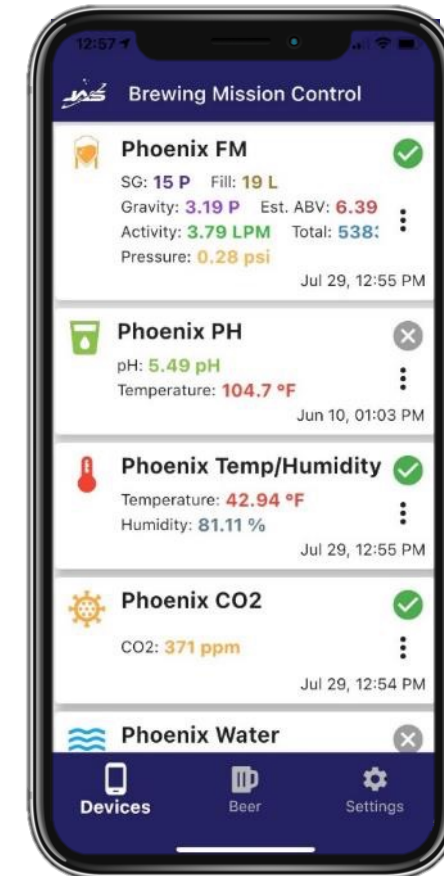 12:57
Brewing Mission Control
Phoenix FM
SG: 15 P Fill: 19 L
Gravity: 3.19 P Est. ABV: 6.39
Activity: 3.79 LPM Total: 538
Pressure: 0.28 psi
Jul 29, 12:55 PM
Phoenix PH
pH: 5.49 pH
Temperature: 104.7 °F
Jun 10, 01:03 PM
Phoenix Temp/Humidity
Temperature: 42.94 °F
Humidity: 81.11 %
Jul 29, 12:55 PM
Phoenix CO2
CO2: 371 ppm
Jul 29, 12:54 PM
Phoenix Water
Devices Beer Settings